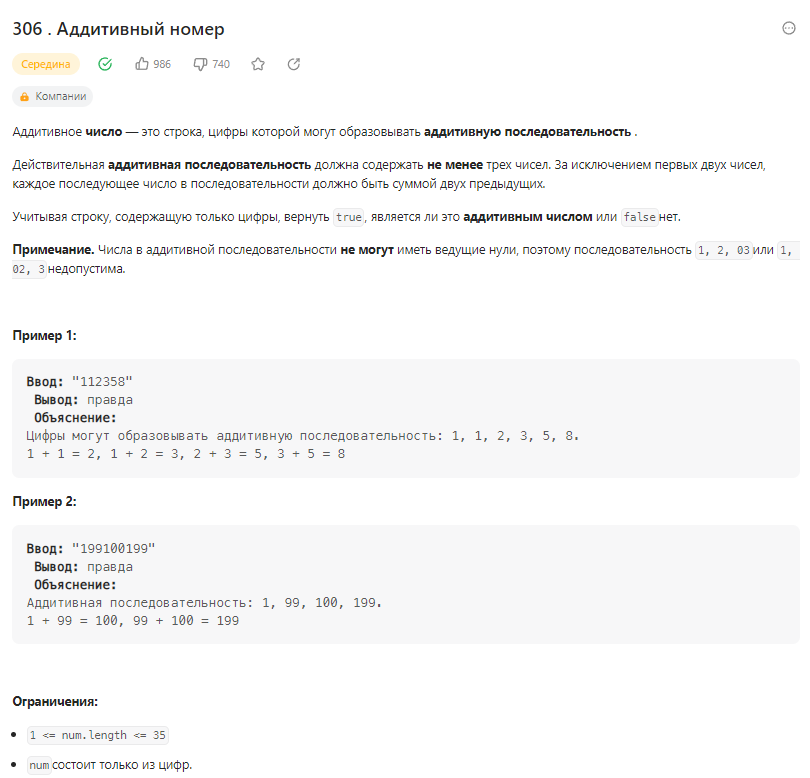 306 . Аддитивный номер
Середина 986 740
Компании
Аддитивное число — это строка, цифры которой могут образовывать аддитивную последовательность .
Действительная аддитивная последовательность должна содержать не менее трех чисел. За исключением первых двух чисел,
каждое последующее число в последовательности должно быть суммой двух предыдущих.
Учитывая строку, содержащую только цифры, вернуть true, является ли это аддитивным числом или false нет.
Примечание. Числа в аддитивной последовательности не могут иметь ведущие нули, поэтому последовательность 1, 2, 03 или 1,
02, 3 недопустима.
Пример 1:
Ввод: "112358"
Вывод: правда
Объяснение:
Цифры могут образовывать аддитивную последовательность: 1, 1, 2, 3, 5, 8.
1 + 1 = 2, 1 + 2 = 3, 2 + 3 = 5, 3 + 5 = 8
Пример 2:
Ввод: "199100199"
Вывод: правда
Объяснение:
Аддитивная последовательность: 1, 99, 100, 199.
1 + 99 = 100, 99 + 100 = 199
Ограничения:
1 <= num.length <= 35
num состоит только из цифр.